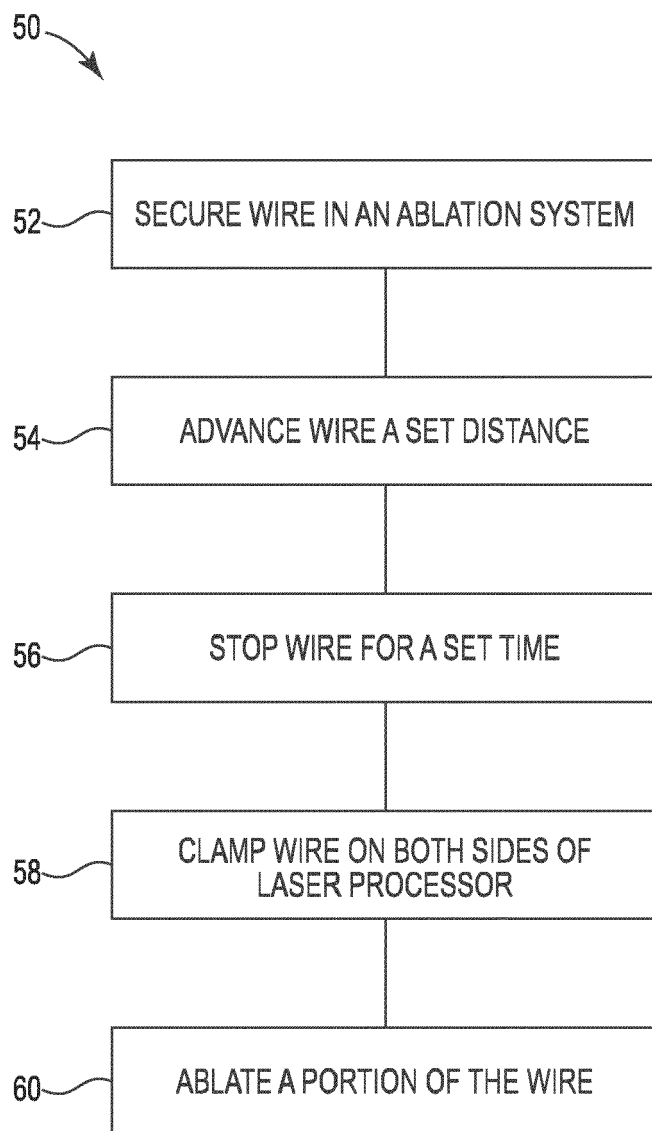 50
52
SECURE WIRE IN AN ABLATION SYSTEM
54
ADVANCE WIRE A SET DISTANCE
56
STOP WIRE FOR A SET TIME
58
CLAMP WIRE ON BOTH SIDES OF
LASER PROCESSOR
60
ABLATE A PORTION OF THE WIRE